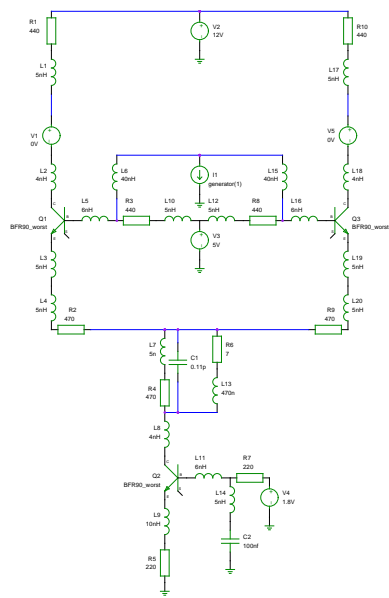 R1
440
V2
12V
R10
440
L1
5nH
L17
5nH
V1
0V
V5
0V
L2
4nH
L6
40nH
I1
generator(1)
L15
40nH
L18
4nH
L5
6nH
R3
440
L10
5nH
L12
5nH
R8
440
L16
6nH
Q1
BFR90_worst
C
B
S
E
V3
5V
C
B
S
E
Q3
BFR90_worst
L3
5nH
L19
5nH
L4
5nH
L20
5nH
R2
470
R9
470
L7
5n
C1
0.11p
R6
7
R4
470
L13
470n
L8
4nH
C
B
S
E
Q2
BFR90_worst
L11
6nH
R7
220
L14
5nH
V4
1.8V
L9
10nH
C2
100nf
R5
220